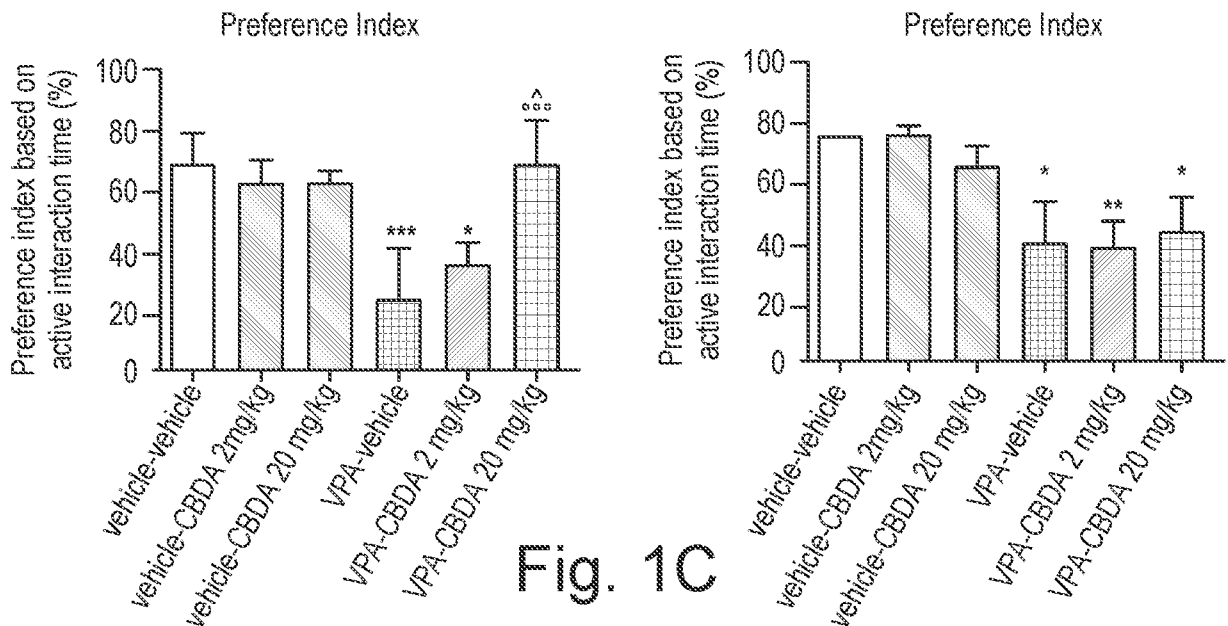 Preference Index
Preference index based on
active interaction time (%)
100
80
60
40
20
0
***
*
^
°°°
vehicle-vehicle
vehicle-CBDA 2mg/kg
vehicle-CBDA 20 mg/kg
VPA-vehicle
VPA-CBDA 2 mg/kg
VPA-CBDA 20 mg/kg
Preference Index
Preference index based on
active interaction time (%)
100
80
60
40
20
0
*
**
*
vehicle-vehicle
vehicle-CBDA 2mg/kg
vehicle-CBDA 20 mg/kg
VPA-vehicle
VPA-CBDA 2 mg/kg
VPA-CBDA 20 mg/kg
Fig. 1C